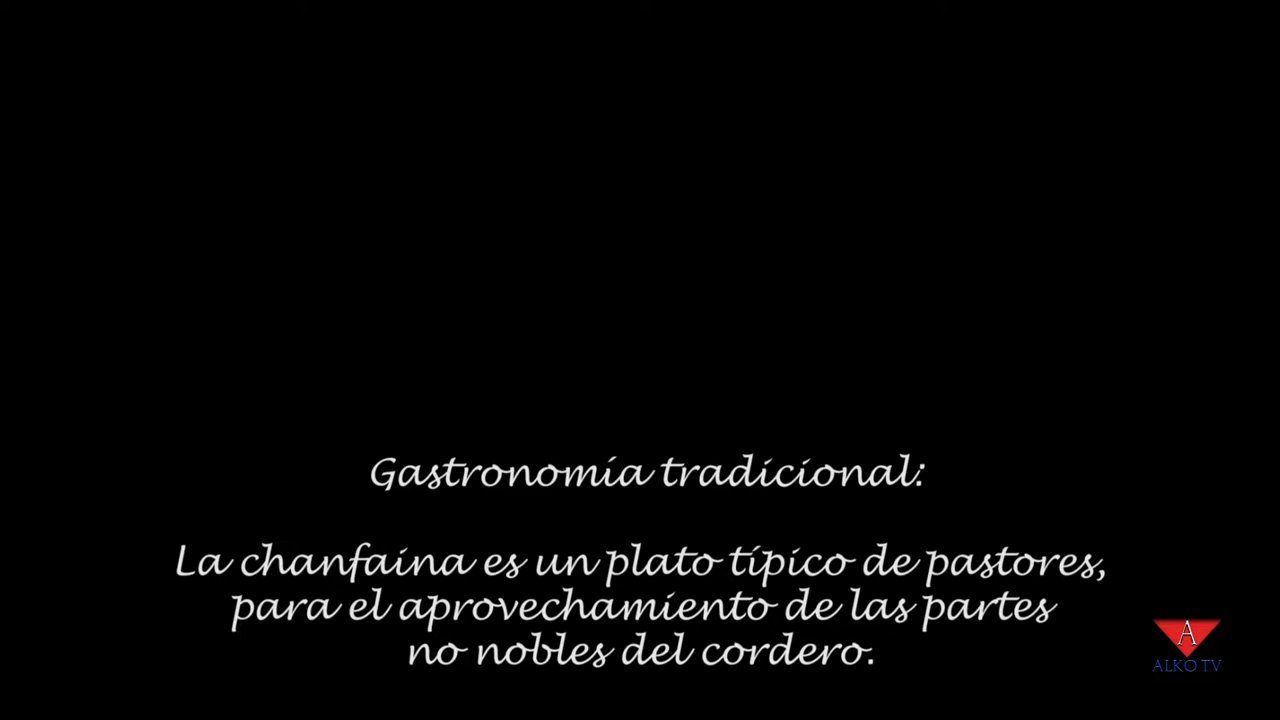 Gastronomía tradicional:
La chanfaina es un plato típico de pastores,
para el aprovechamiento de las partes
no nobles del cordero.
A
ALKO TV